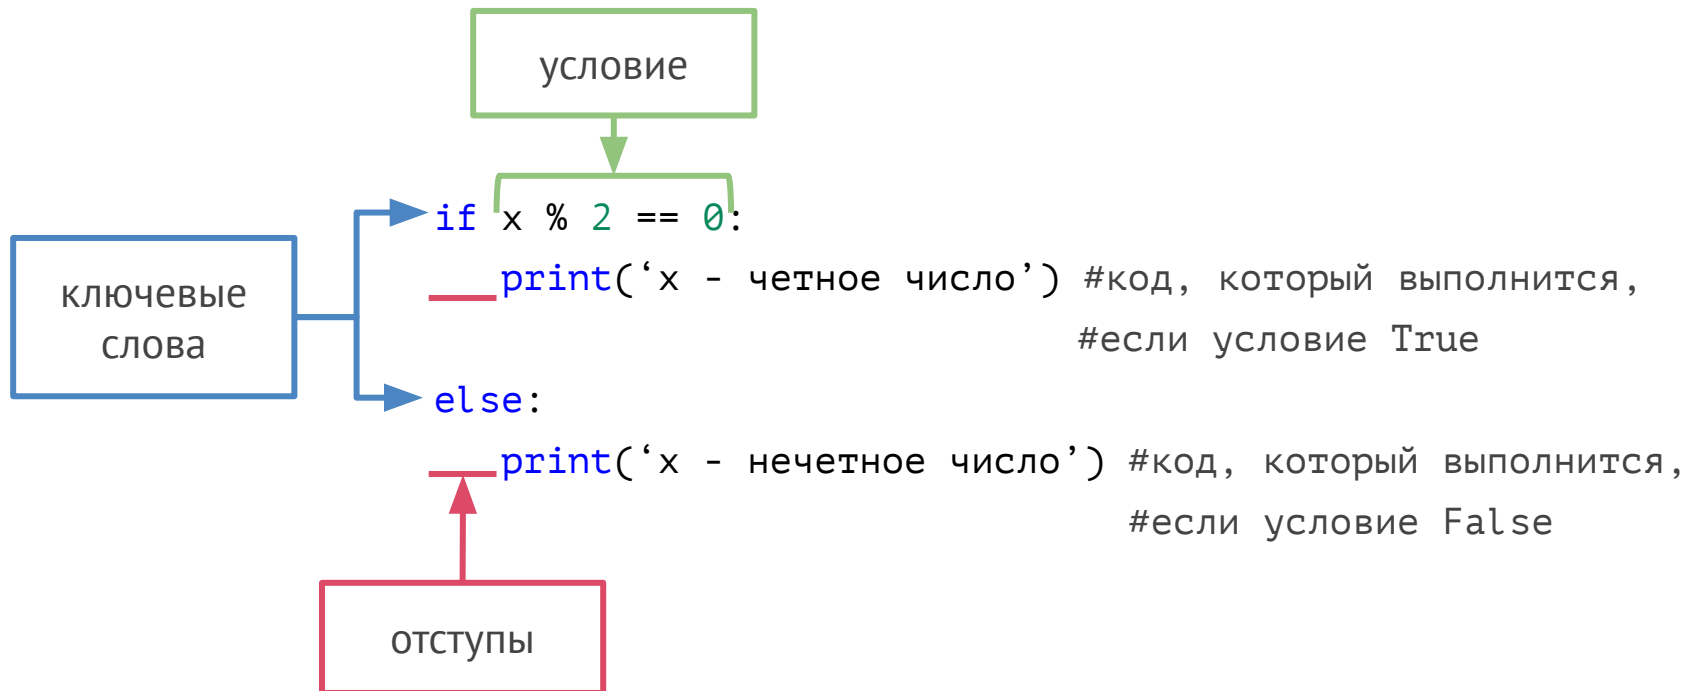 условие
if x % 2 == 0:
ключевые
слова
print(‘x - четное число’) #код, который выполнится,
#если условие True
else:
print(‘x - нечетное число’) #код, который выполнится,
#если условие False
отступы